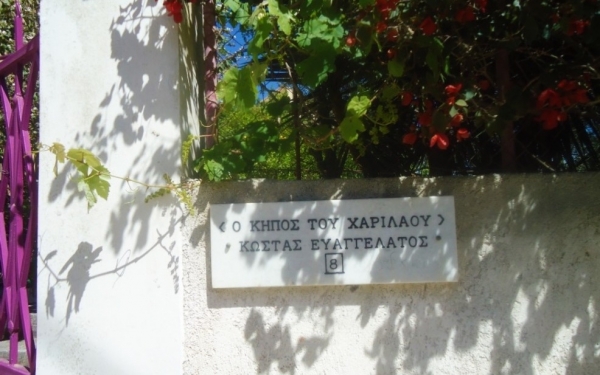 < Ο ΚΗΠΟΣ ΤΟΥ ΧΑΡΙΛΑΟΥ >
* ΚΩΣΤΑΣ ΕΥΑΓΓΕΛΑΤΟΣ *
8